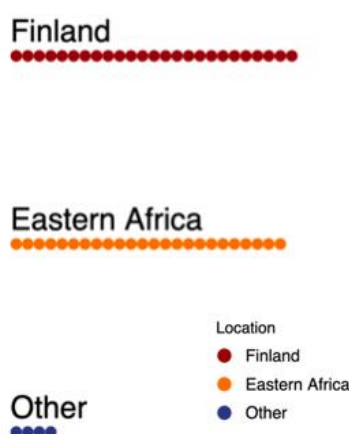 Finland
Eastern Africa
Location
Finland
Eastern Africa
Other
Other